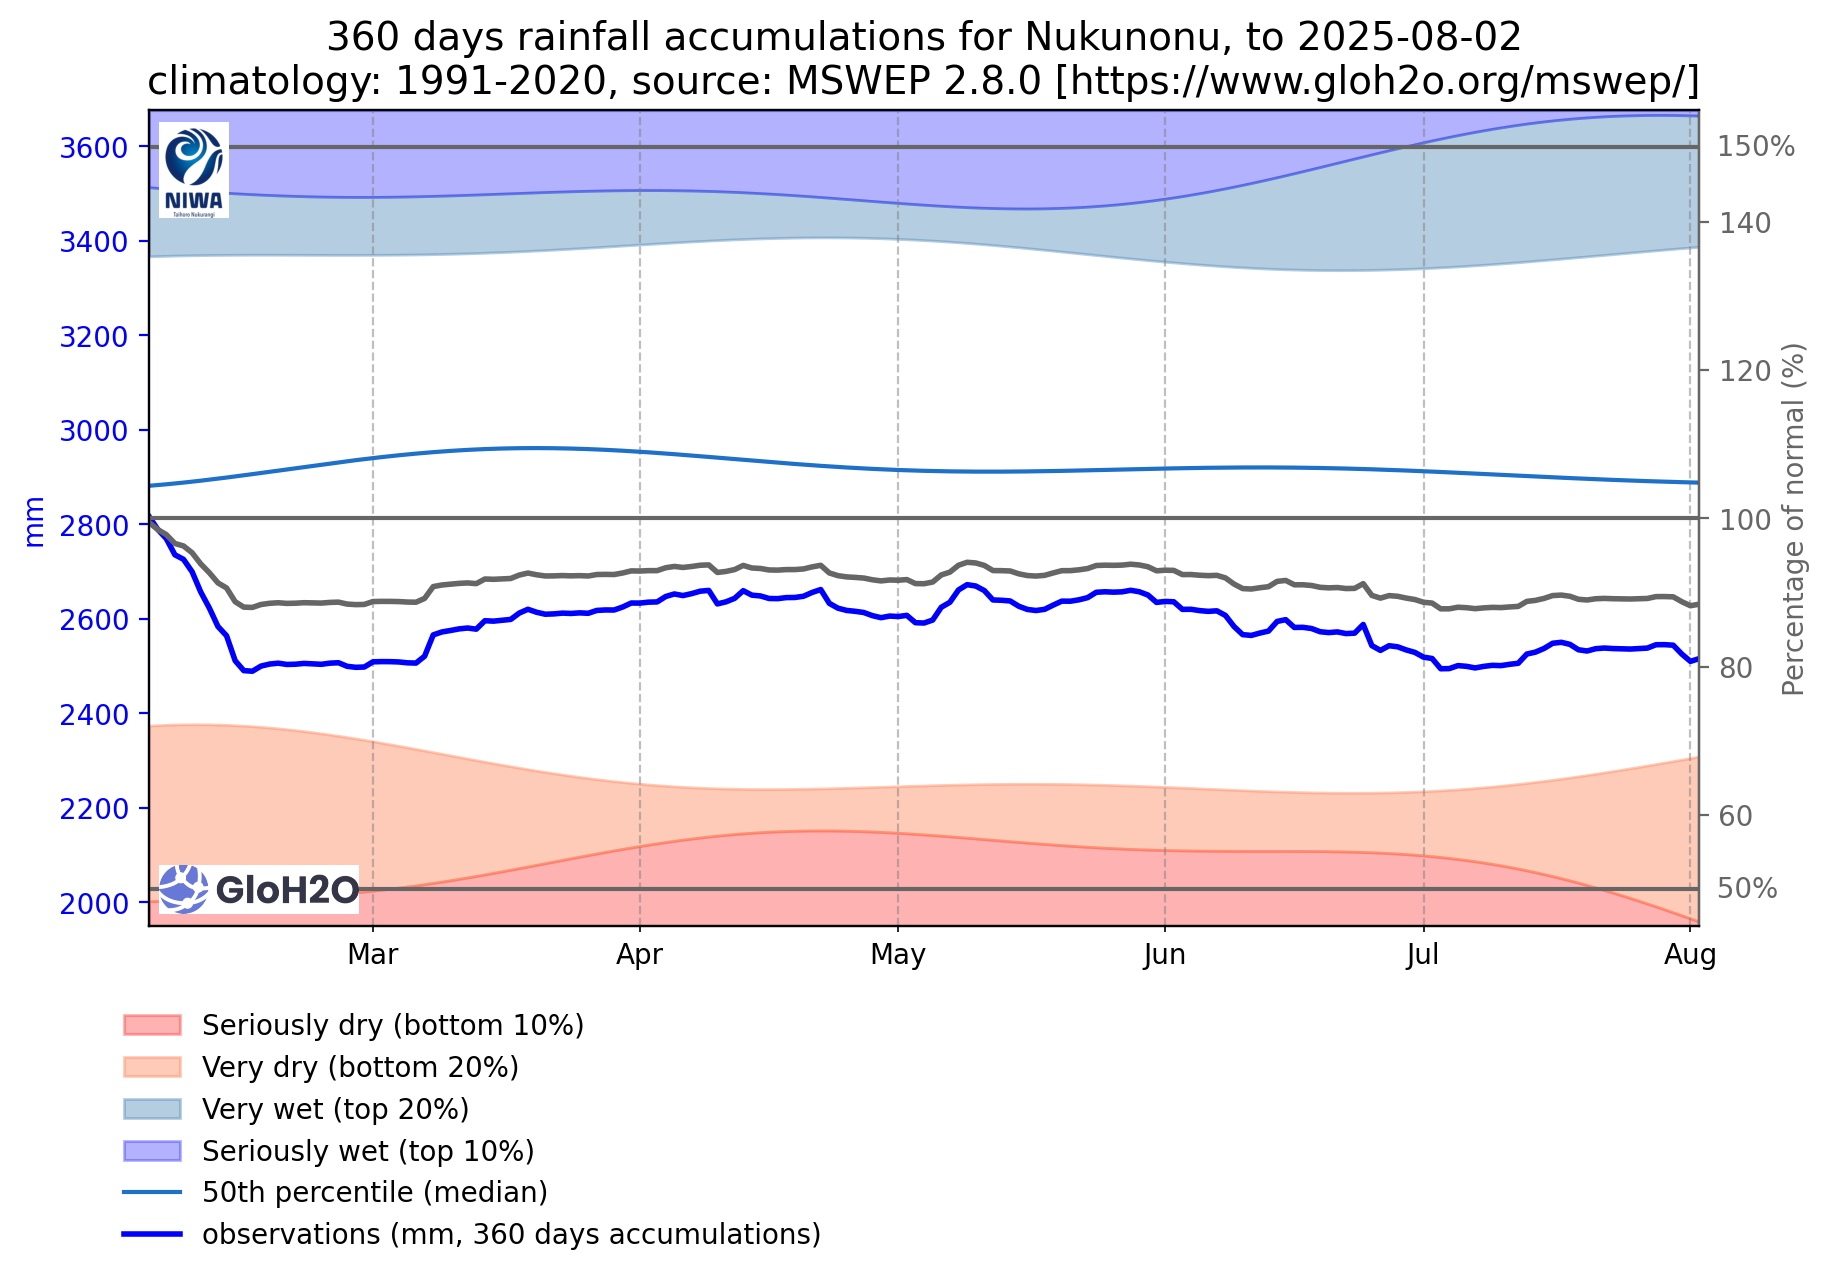 360 days rainfall accumulations for Nukunonu, to 2025-08-02
climatology: 1991-2020, source: MSWEP 2.8.0 [https://www.gloh2o.org/mswep/]
NIWA
Taihoro Nukurangi
3600
3400
3200
3000
2800
2600
2400
2200
2000
mm
150%
140
120
100
80
60
50%
Percentage of normal (%)
GloH2O
Mar
Apr
May
Jun
Jul
Aug
Seriously dry (bottom 10%)
Very dry (bottom 20%)
Very wet (top 20%)
Seriously wet (top 10%)
50th percentile (median)
observations (mm, 360 days accumulations)